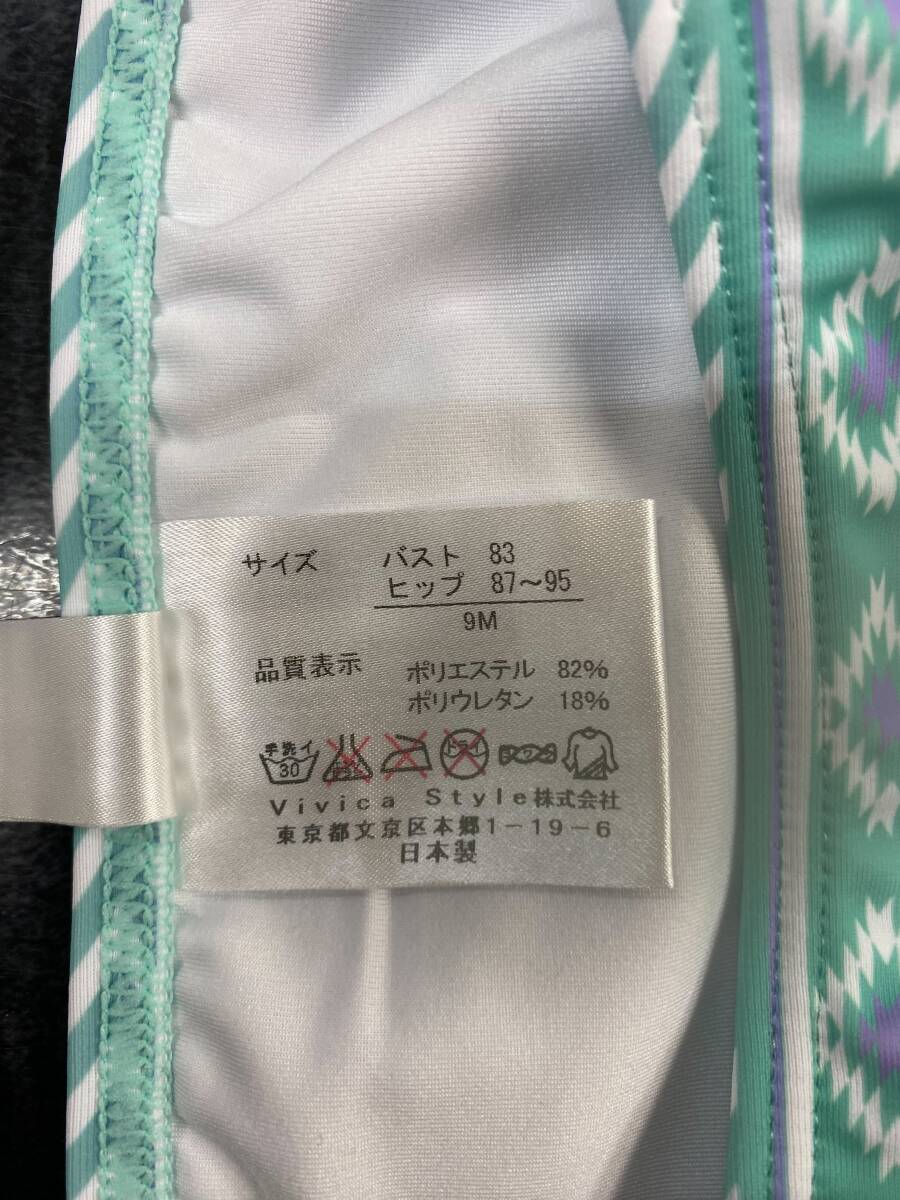 サイズ バスト 83
ヒップ 87～95
9M
品質表示 ポリエステル 82%
ポリウレタン 18%
手洗イ
30
ドライ
Vivica Style株式会社
東京都文京区本郷1-19-6
日本製